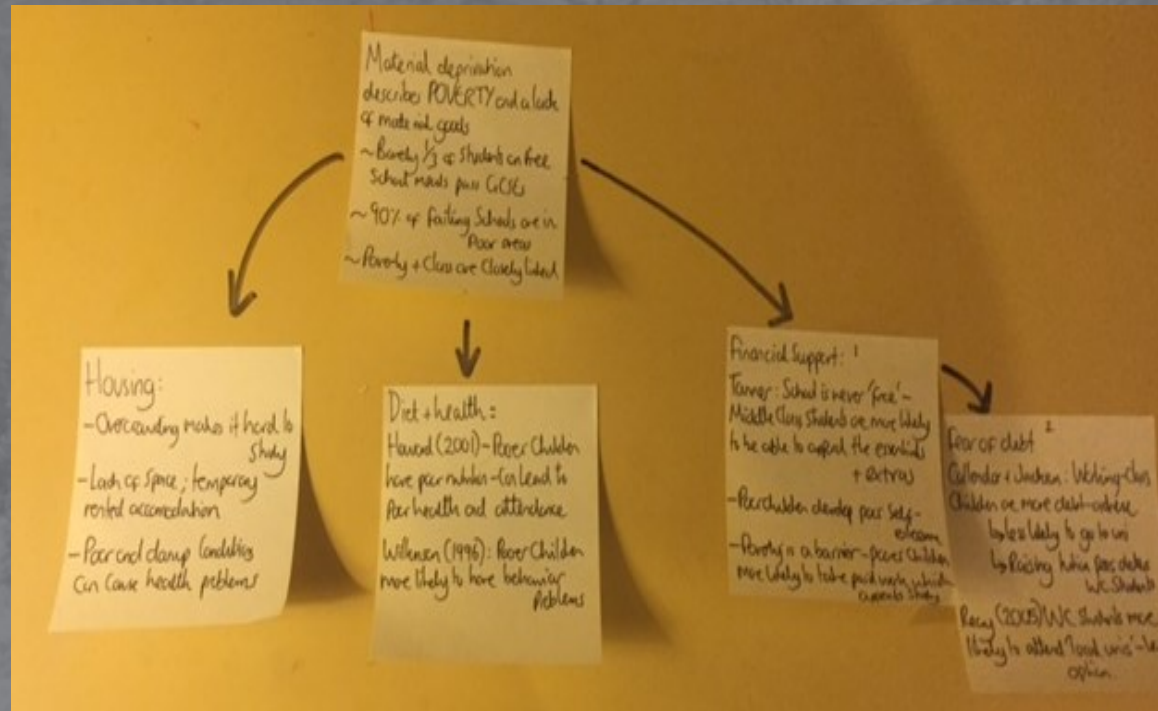 Material deprivation
describes POVERTY and a lack
of material goods
~Barely 1/3 of students on free
School meals pass GCSEs
~90% of failing Schools are in
Poor areas
~Poverty + Class are Closely linked
Housing:
-Overcrowding makes it hard to
Study
-Lack of Space; temporary
rented accomodation
-Poor and damp Conditions
Can Cause health problems
Diet + health:
Howard (2001) - Poorer Children
have poor nutrition - Can lead to
Poor health and attendance
(1996): Poorer Children
more likely to have behavior
Problems
Financial Support: 1
Tanner: School is never 'free' -
Middle Class Students are more likely
to be able to afford the essentials
+ extras
-Poor children develop poor Self-
esteem
-Poverty is a barrier - poorer Children
more likely to take paid work, which
study
Fear of debt 2
+ Jackson: Working-Class
Children are more debt-adverse
↳ less likely to go to uni
↳ Raising tuition fees
WC Students
(2005) WC Students more
likely to attend 'local unis' -
option.